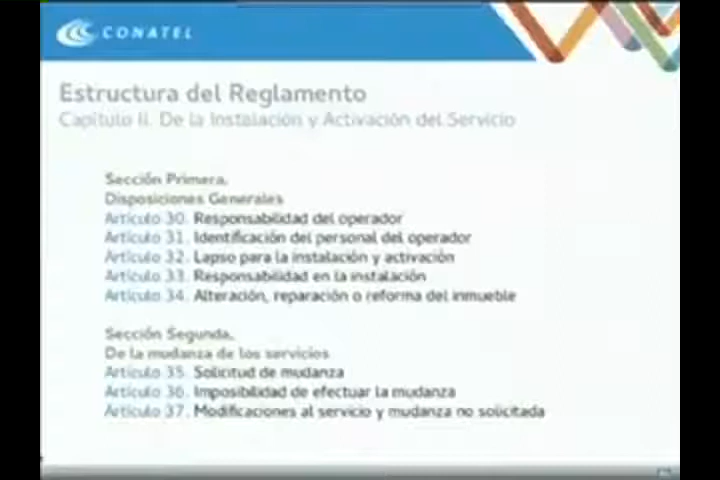 CONATEL
Estructura del Reglamento
Capítulo II. De la Instalación y Activación del Servicio
Sección Primera,
Disposiciones Generales
Artículo 30. Responsabilidad del operador
Artículo 31. Identificación del personal del operador
Artículo 32. Lapso para la instalación y activación
Artículo 33. Responsabilidad en la instalación
Artículo 34. Alteración, reparación o reforma del inmueble
Sección Segunda,
De la mudanza de los servicios
Artículo 35. Solicitud de mudanza
Artículo 36. Imposibilidad de efectuar la mudanza
Artículo 37. Modificaciones al servicio y mudanza no solicitada